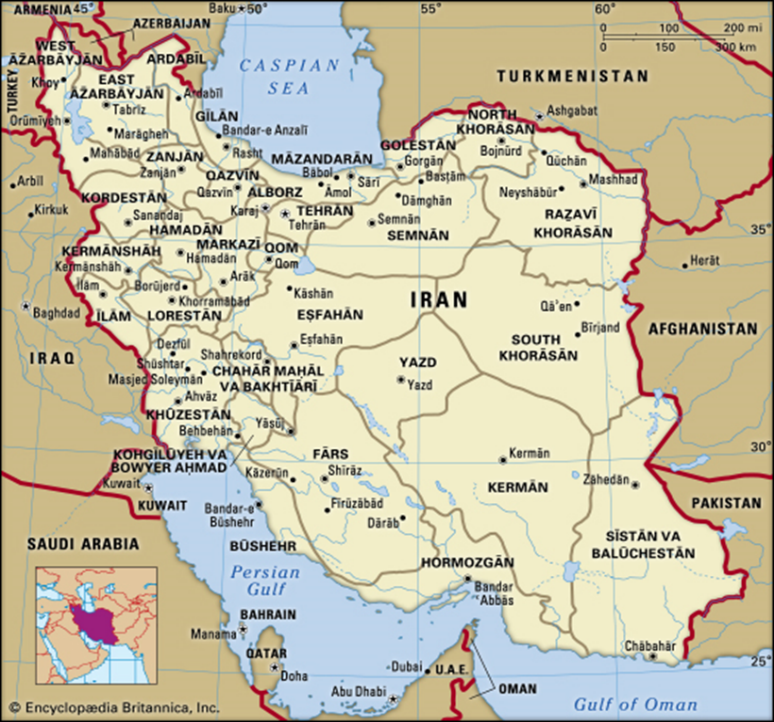 ARMENIA
45°
AZERBAIJAN
Baku
50°
55°
60°
0 100 200 mi
0 150 300 km
WEST
ĀZARBĀYJĀN
ARDABĪL
CASPIAN
SEA
TURKMENISTAN
TURKEY
Khoy
EAST
ĀZARBĀYJĀN
Ardabīl
Tabrīz
Orūmīyeh
Marāgheh
GĪLĀN
Bandar-e Anzalī
Rasht
Ashgabat
NORTH
KHORĀSAN
Bojnūrd
GOLESTĀN
Gorgān
Qūchān
Mahābād
ZANJĀN
Zanjān
MĀZANDARĀN
Bābol
Sārī
Āmol
Basṭām
Mashhad
Neyshābūr
Arbīl
QAZVĪN
Qazvīn
ALBORZ
Karaj
TEHRĀN
Tehrān
Dāmghān
Semnān
SEMNĀN
RAẔAVĪ
KHORĀSAN
35°
Kirkuk
KORDESTĀN
Sanandaj
HAMADĀN
Hamadān
MARKAZĪ
QOM
Qom
KERMĀNSHĀH
Kermānshāh
Arāk
35°
Herāt
Īlām
Borūjerd
Khorramābād
Kāshān
IRAN
Qā'en
Baghdad
ĪLĀM
LORESTĀN
EṢFAHĀN
Eṣfahān
SOUTH
KHORĀSAN
Bīrjand
AFGHANISTAN
IRAQ
Dezfūl
Shūshtar
Masjed Soleymān
Shahrekord
CHAHĀR MAḤĀL
VA BAKHTĪĀRĪ
YAZD
Yazd
Ahvāz
KHŪZESTĀN
Behbehān
Yāsūj
30°
KOHGĪLŪYEH VA
BOWYER AḤMAD
FĀRS
Kāzerūn
Shīrāz
Kermān
KERMĀN
Zāhedān
Kuwait
KUWAIT
Bandar-e
Būshehr
Fīrūzābād
Dārāb
PAKISTAN
SAUDI ARABIA
BŪSHEHR
SĪSTĀN VA
BALŪCHESTĀN
Persian
Gulf
HORMOZGĀN
Bandar
Abbās
BAHRAIN
Manama
QATAR
Doha
Dubai
U.A.E.
Abu Dhabi
OMAN
Chābahār
25°
Gulf of Oman
© Encyclopædia Britannica, Inc.